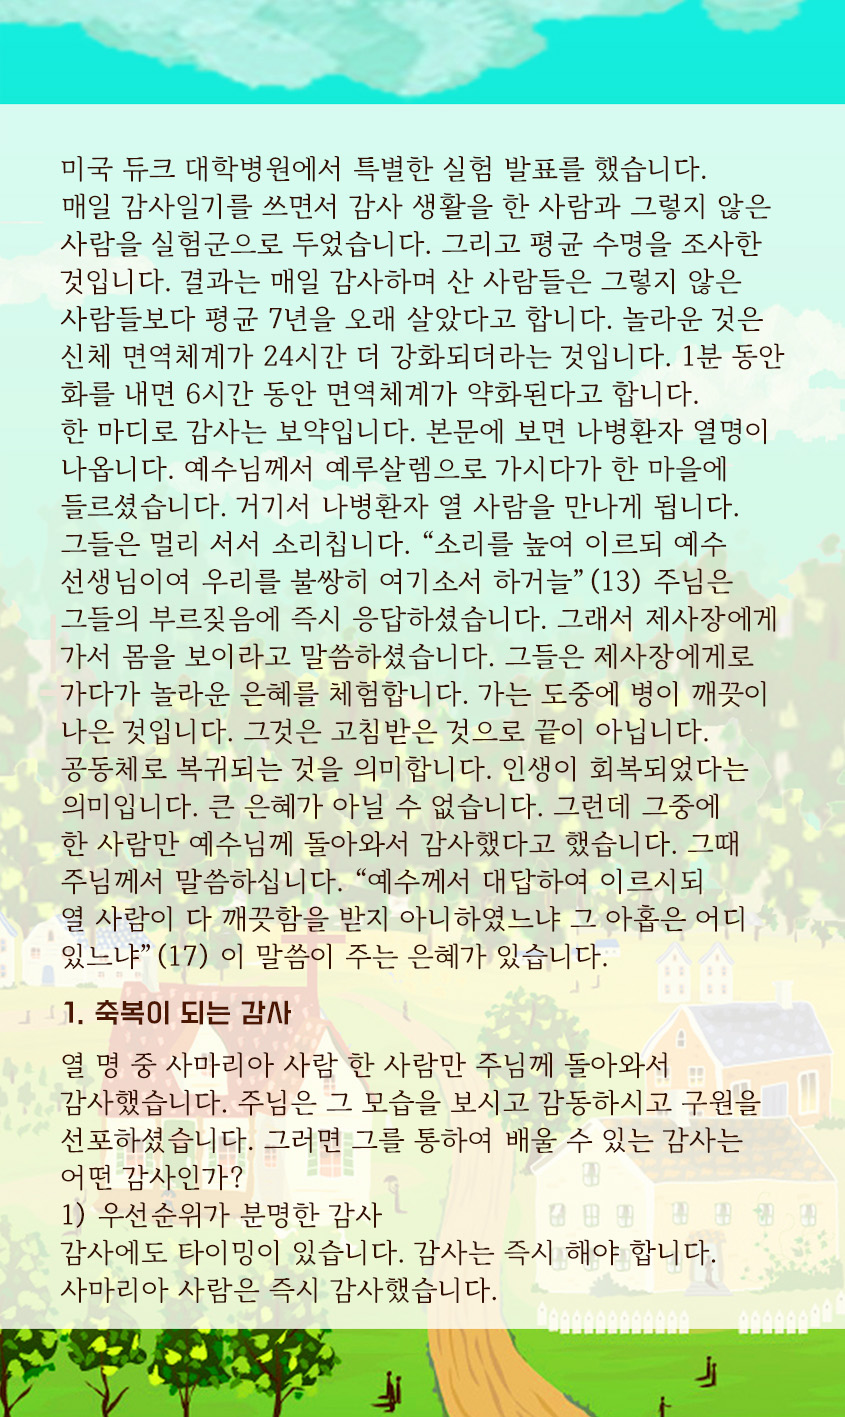 미국 듀크 대학병원에서 특별한 실험 발표를 했습니다.
매일 감사일기를 쓰면서 감사 생활을 한 사람과 그렇지 않은
사람을 실험군으로 두었습니다. 그리고 평균 수명을 조사한
것입니다. 결과는 매일 감사하며 산 사람들은 그렇지 않은
사람들보다 평균 7년을 오래 살았다고 합니다. 놀라운 것은
신체 면역체계가 24시간 더 강화되더라는 것입니다. 1분 동안
화를 내면 6시간 동안 면역체계가 약화된다고 합니다.
한 마디로 감사는 보약입니다. 본문에 보면 나병환자 열명이
나옵니다. 예수님께서 예루살렘으로 가시다가 한 마을에
들르셨습니다. 거기서 나병환자 열 사람을 만나게 됩니다.
그들은 멀리 서서 소리칩니다. “소리를 높여 이르되 예수
선생님이여 우리를 불쌍히 여기소서 하거늘”(13) 주님은
그들의 부르짖음에 즉시 응답하셨습니다. 그래서 제사장에게
가서 몸을 보이라고 말씀하셨습니다. 그들은 제사장에게로
가다가 놀라운 은혜를 체험합니다. 가는 도중에 병이 깨끗이
나은 것입니다. 그것은 고침받은 것으로 끝이 아닙니다.
공동체로 복귀되는 것을 의미합니다. 인생이 회복되었다는
의미입니다. 큰 은혜가 아닐 수 없습니다. 그런데 그중에
한 사람만 예수님께 돌아와서 감사했다고 했습니다. 그때
주님께서 말씀하십니다. “예수께서 대답하여 이르시되
열 사람이 다 깨끗함을 받지 아니하였느냐 그 아홉은 어디
있느냐”(17) 이 말씀이 주는 은혜가 있습니다.
1. 축복이 되는 감사
열 명 중 사마리아 사람 한 사람만 주님께 돌아와서
감사했습니다. 주님은 그 모습을 보시고 감동하시고 구원을
선포하셨습니다. 그러면 그를 통하여 배울 수 있는 감사는
어떤 감사인가?
1) 우선순위가 분명한 감사
감사에도 타이밍이 있습니다. 감사는 즉시 해야 합니다.
사마리아 사람은 즉시 감사했습니다.